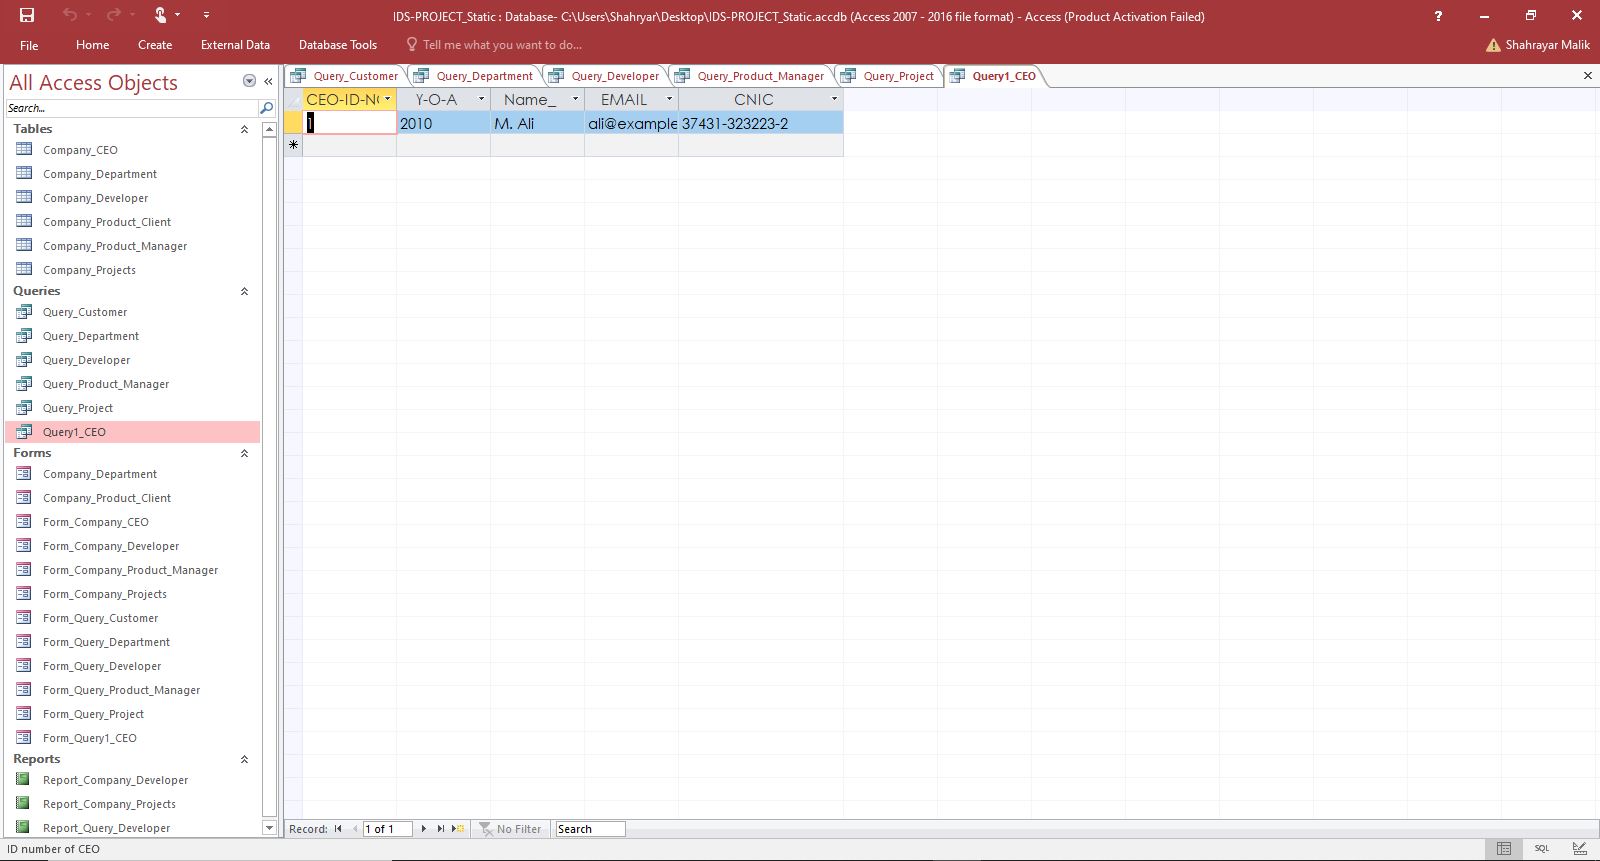 IDS-PROJECT_Static : Database- C:\Users\Shahryar\Desktop\IDS-PROJECT_Static.accdb (Access 2007 - 2016 file format) - Access (Product Activation Failed)
?
File Home Create External Data Database Tools Tell me what you want to do... Shahrayar Malik
All Access Objects
Search...
Tables
Company_CEO
Company_Department
Company_Developer
Company_Product_Client
Company_Product_Manager
Company_Projects
Queries
Query_Customer
Query_Department
Query_Developer
Query_Product_Manager
Query_Project
Query1_CEO
Forms
Company_Department
Company_Product_Client
Form_Company_CEO
Form_Company_Developer
Form_Company_Product_Manager
Form_Company_Projects
Form_Query_Customer
Form_Query_Department
Form_Query_Developer
Form_Query_Product_Manager
Form_Query_Project
Form_Query1_CEO
Reports
Report_Company_Developer
Report_Company_Projects
Report_Query_Developer
Query_Customer Query_Department Query_Developer Query_Product_Manager Query_Project Query1_CEO
CEO-ID-NO Y-O-A Name_ EMAIL CNIC
1 2010 M. Ali ali@example 37431-323223-2
Record: 1 of 1 No Filter Search
ID number of CEO
SQL